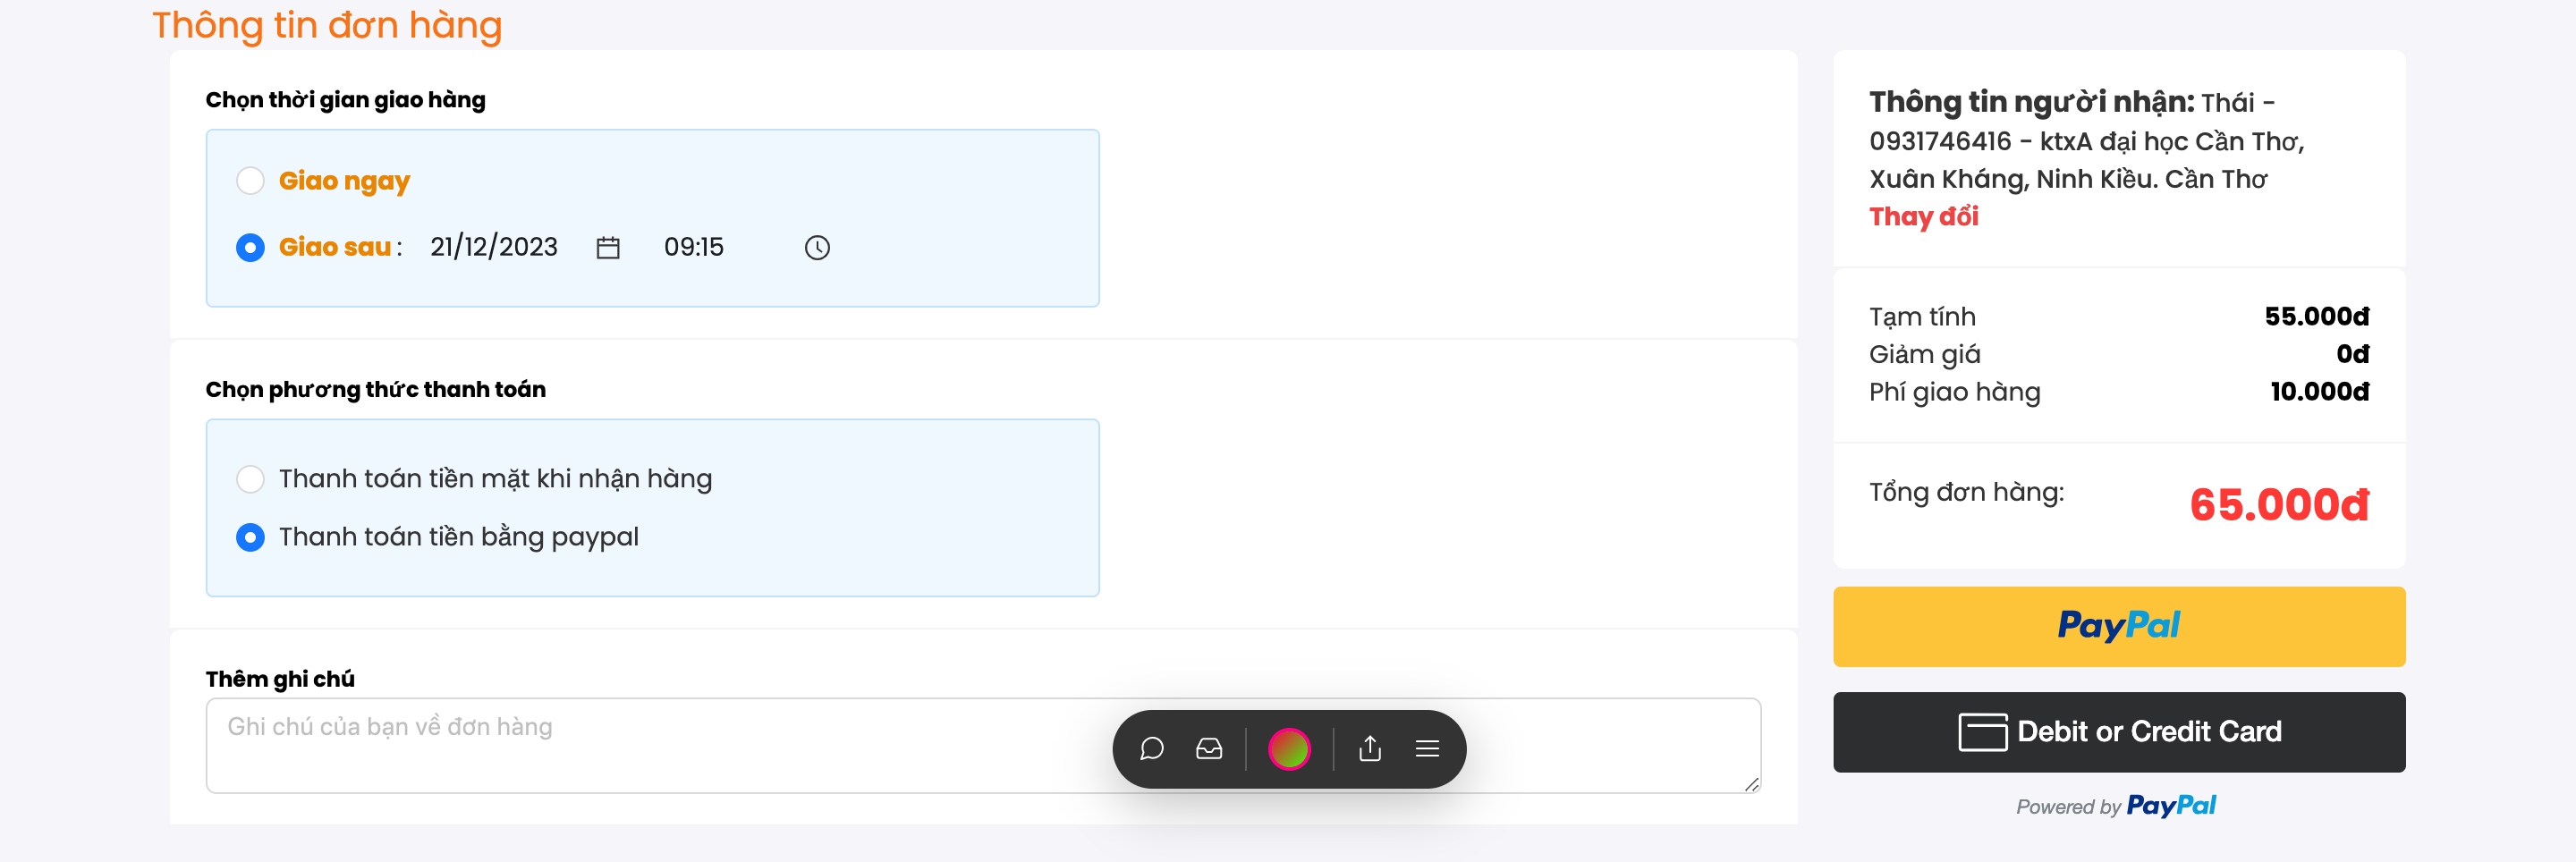 Thông tin đơn hàng
Chọn thời gian giao hàng
Giao ngay
Giao sau : 21/12/2023 09:15
Chọn phương thức thanh toán
Thanh toán tiền mặt khi nhận hàng
Thanh toán tiền bằng paypal
Thêm ghi chú
Ghi chú của bạn về đơn hàng
Thông tin người nhận: Thái -
0931746416 - ktxA đại học Cần Thơ,
Xuân Kháng, Ninh Kiều. Cần Thơ
Thay đổi
Tạm tính 55.000đ
Giảm giá 0đ
Phí giao hàng 10.000đ
Tổng đơn hàng: 65.000đ
PayPal
Debit or Credit Card
Powered by PayPal